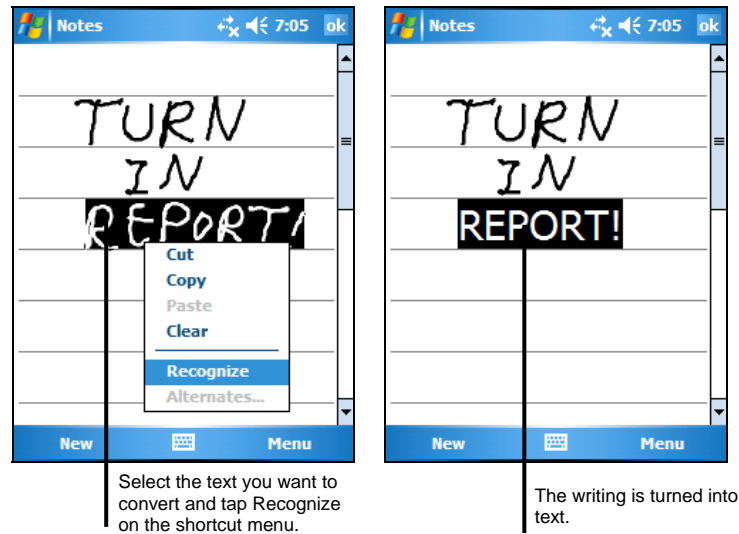 Notes 7:05 ok
TURN
IN
REPORT!
Cut
Copy
Paste
Clear
Recognize
Alternates...
New Menu
Select the text you want to
convert and tap Recognize
on the shortcut menu.
Notes 7:05 ok
TURN
IN
REPORT!
New Menu
The writing is turned into
text.